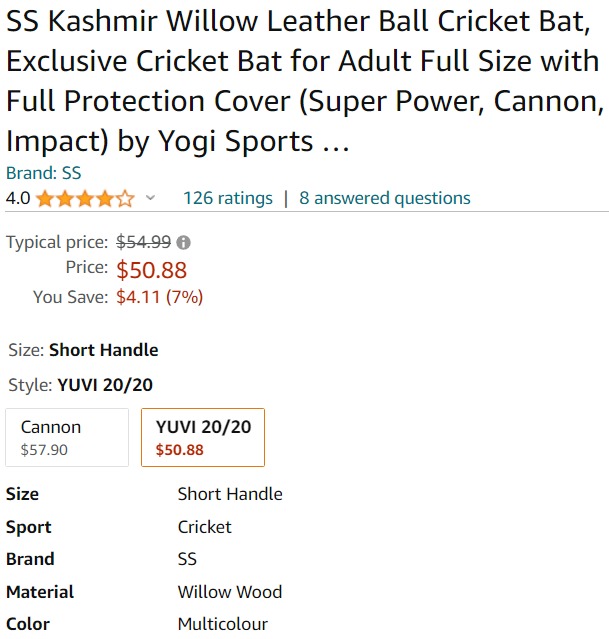 SS Kashmir Willow Leather Ball Cricket Bat,
Exclusive Cricket Bat for Adult Full Size with
Full Protection Cover (Super Power, Cannon,
Impact) by Yogi Sports ...
Brand: SS
4.0 126 ratings | 8 answered questions
Typical price: $54.99
Price: $50.88
You Save: $4.11 (7%)
Size: Short Handle
Style: YUVI 20/20
Cannon YUVI 20/20
$57.90 $50.88
Size Short Handle
Sport Cricket
Brand SS
Material Willow Wood
Color Multicolour